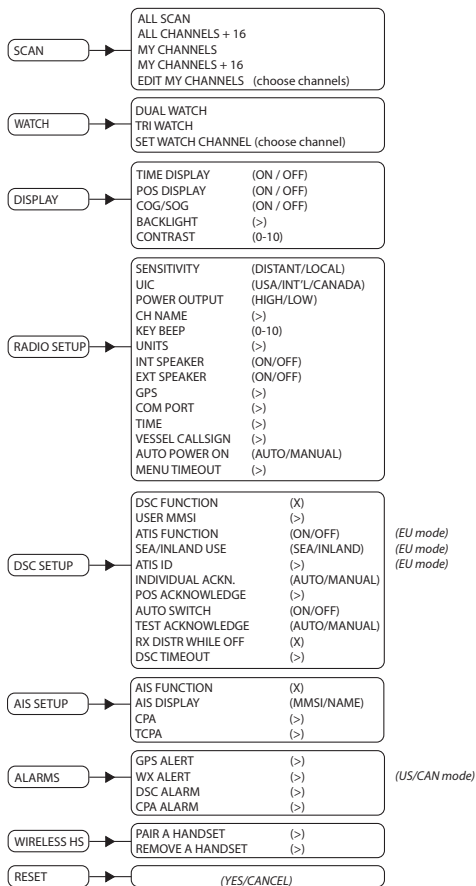 SCAN
ALL SCAN
ALL CHANNELS + 16
MY CHANNELS
MY CHANNELS + 16
EDIT MY CHANNELS (choose channels)
WATCH
DUAL WATCH
TRI WATCH
SET WATCH CHANNEL (choose channel)
DISPLAY
TIME DISPLAY (ON / OFF)
POS DISPLAY (ON / OFF)
COG/SOG (ON / OFF)
BACKLIGHT (>)
CONTRAST (0-10)
RADIO SETUP
SENSITIVITY (DISTANT/LOCAL)
UIC (USA/INT'L/CANADA)
POWER OUTPUT (HIGH/LOW)
CH NAME (>)
KEY BEEP (0-10)
UNITS (>)
INT SPEAKER (ON/OFF)
EXT SPEAKER (ON/OFF)
GPS (>)
COM PORT (>)
TIME (>)
VESSEL CALLSIGN (>)
AUTO POWER ON (AUTO/MANUAL)
MENU TIMEOUT (>)
DSC SETUP
DSC FUNCTION (X)
USER MMSI (>)
ATIS FUNCTION (ON/OFF) (EU mode)
SEA/INLAND USE (SEA/INLAND) (EU mode)
ATIS ID (>) (EU mode)
INDIVIDUAL ACKN. (AUTO/MANUAL)
POS ACKNOWLEDGE (>)
AUTO SWITCH (ON/OFF)
TEST ACKNOWLEDGE (AUTO/MANUAL)
RX DISTR WHILE OFF (X)
DSC TIMEOUT (>)
AIS SETUP
AIS FUNCTION (X)
AIS DISPLAY (MMSI/NAME)
CPA (>)
TCPA (>)
ALARMS
GPS ALERT (>)
WX ALERT (>) (US/CAN mode)
DSC ALARM (>)
CPA ALARM (>)
WIRELESS HS
PAIR A HANDSET (>)
REMOVE A HANDSET (>)
RESET
(YES/CANCEL)